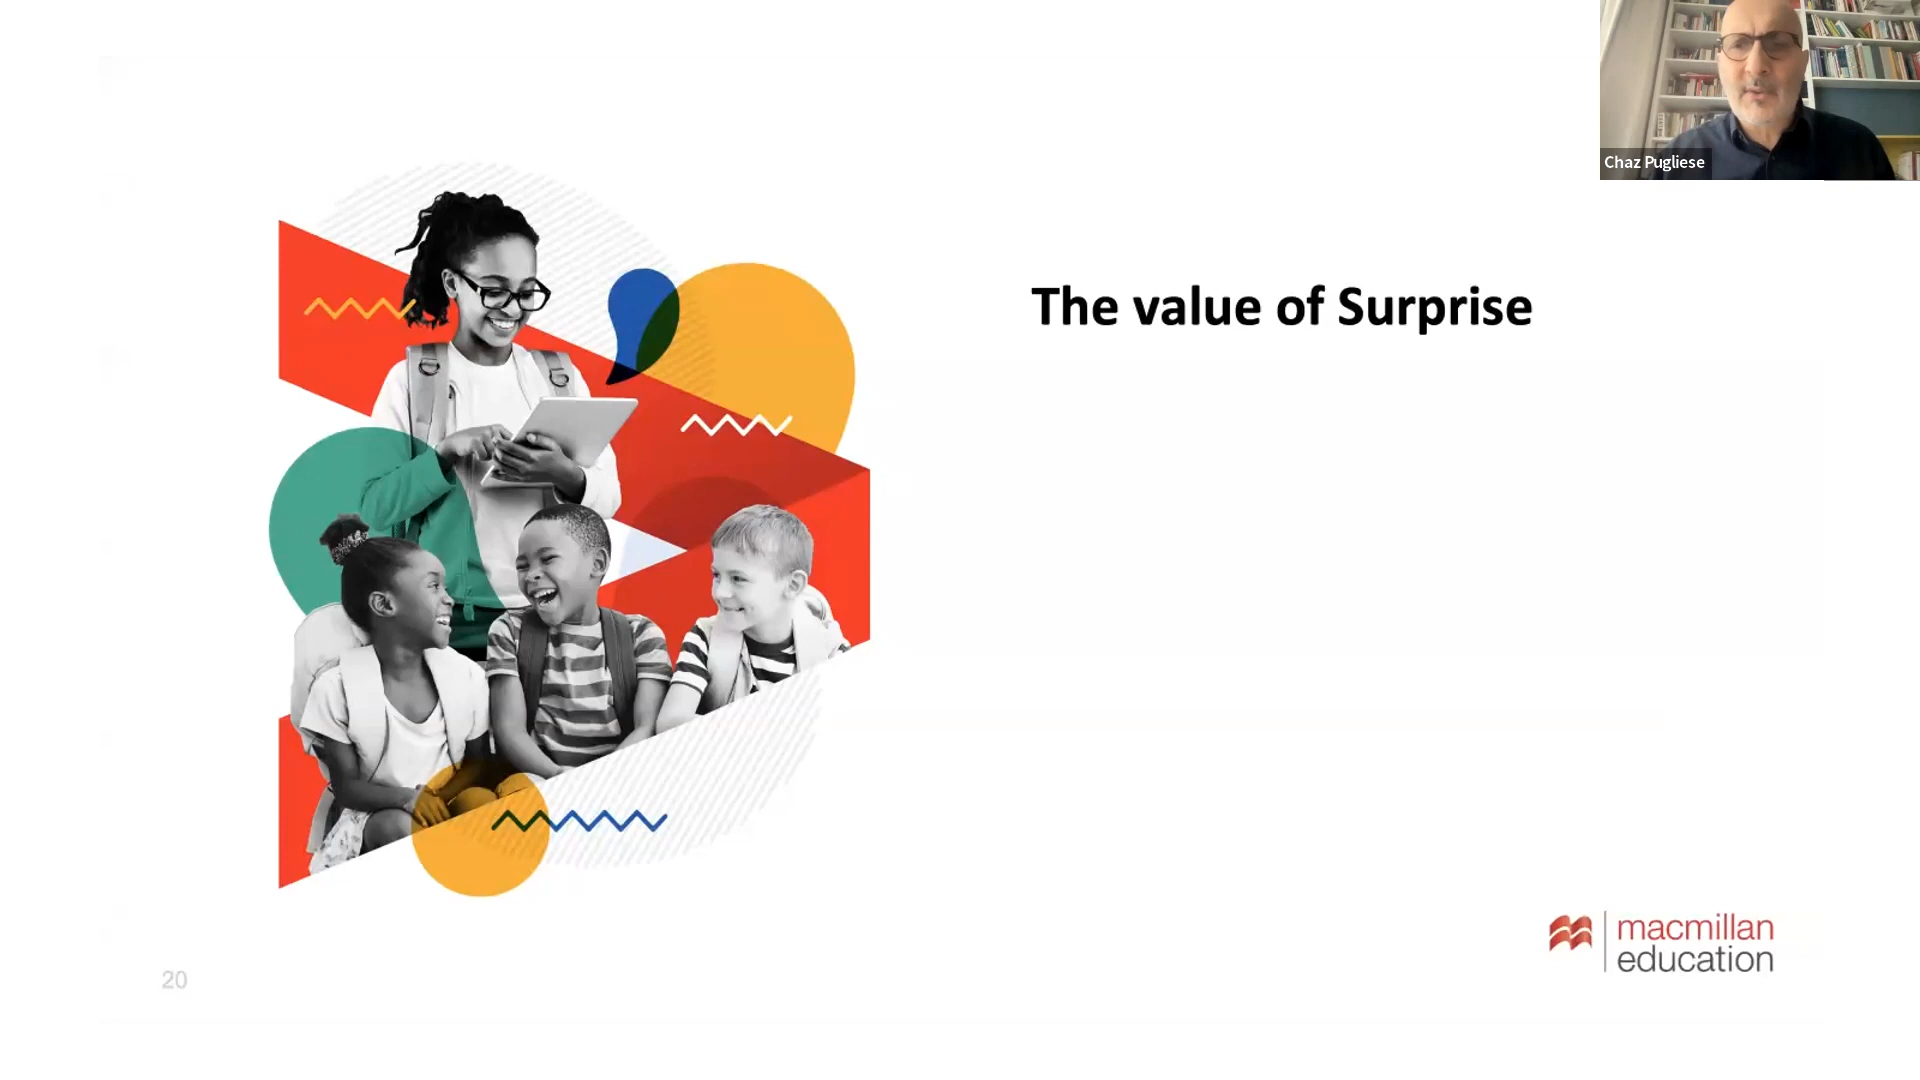 Chaz Pugliese
The value of Surprise
macmillan
education
20